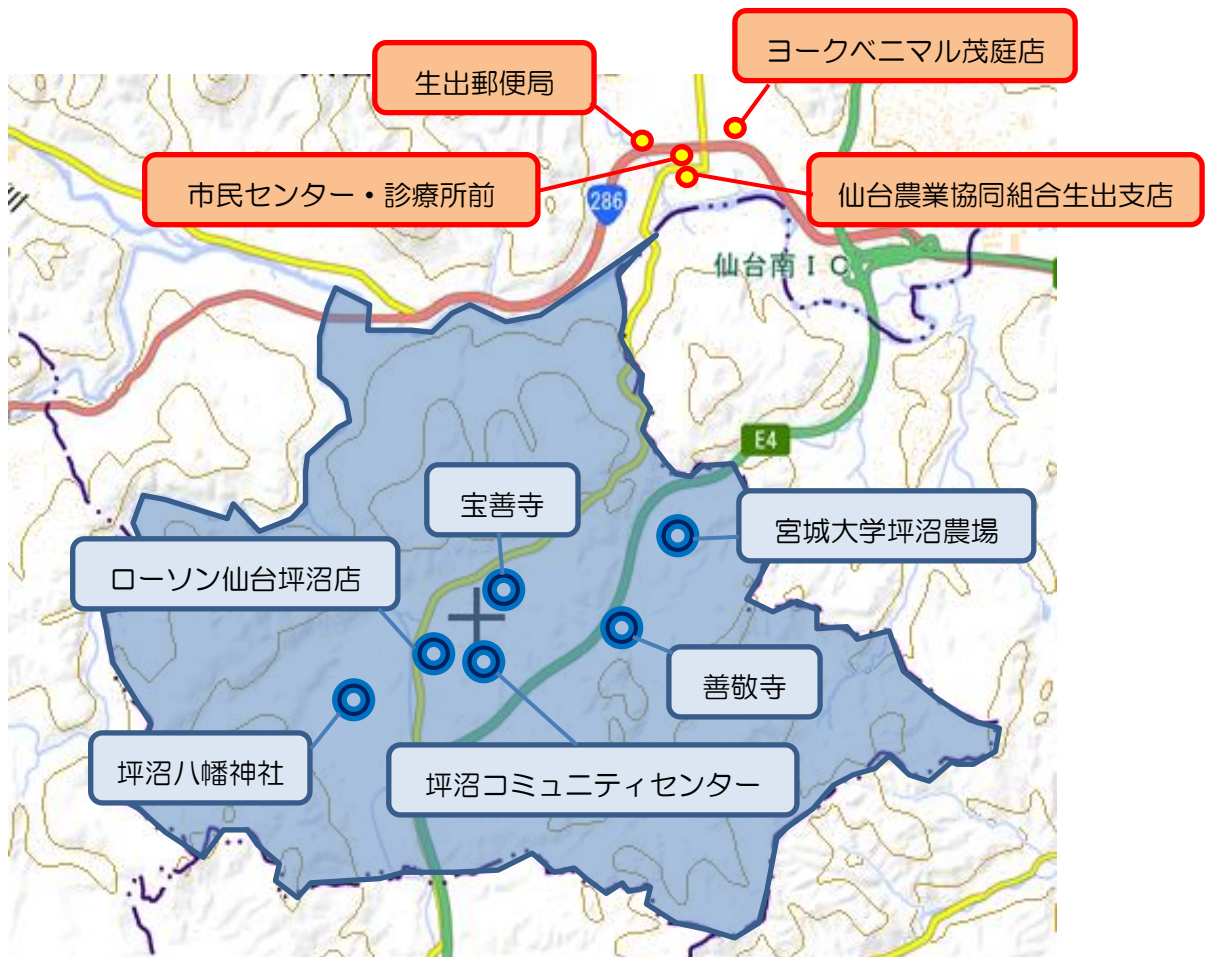 ヨークベニマル茂庭店
生出郵便局
市民センター・診療所前
仙台農業協同組合生出支店
286
仙台南IC
E4
宝善寺
宮城大学坪沼農場
ローソン仙台坪沼店
善敬寺
坪沼八幡神社
坪沼コミュニティセンター